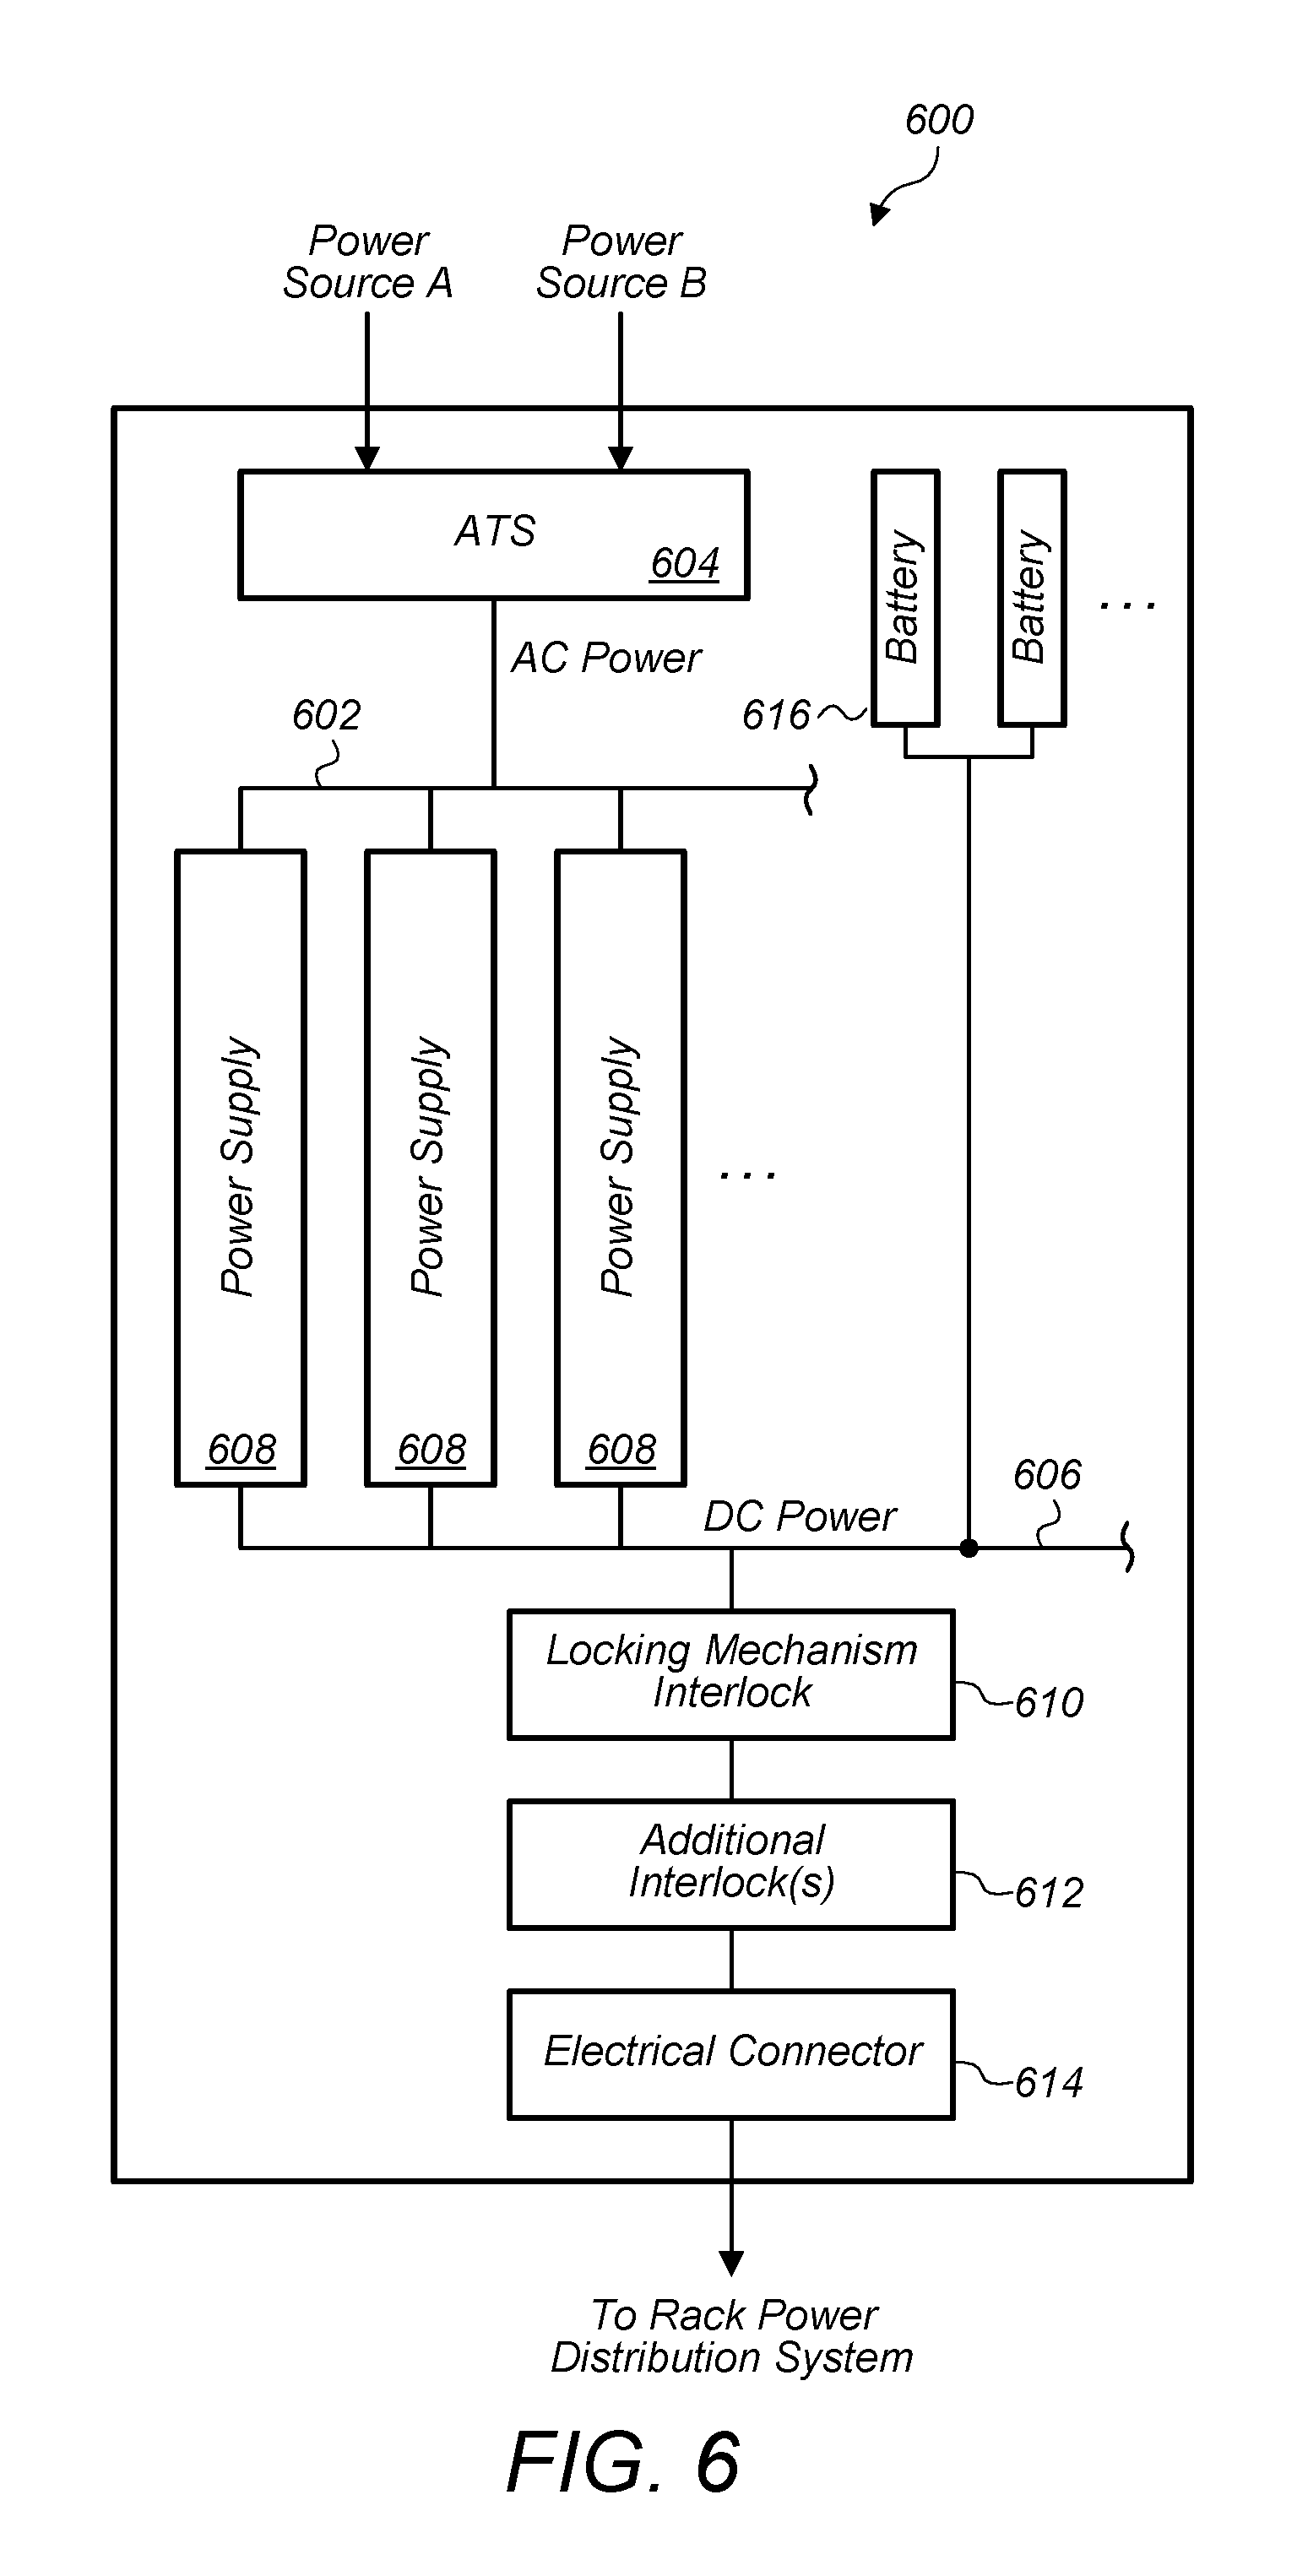 600
Power
Source A
Power
Source B
ATS
604
Battery
Battery
...
AC Power
602
616
Power Supply
608
Power Supply
608
Power Supply
608
...
DC Power
606
Locking Mechanism
Interlock
610
Additional
Interlock(s)
612
Electrical Connector
614
To Rack Power
Distribution System
FIG. 6